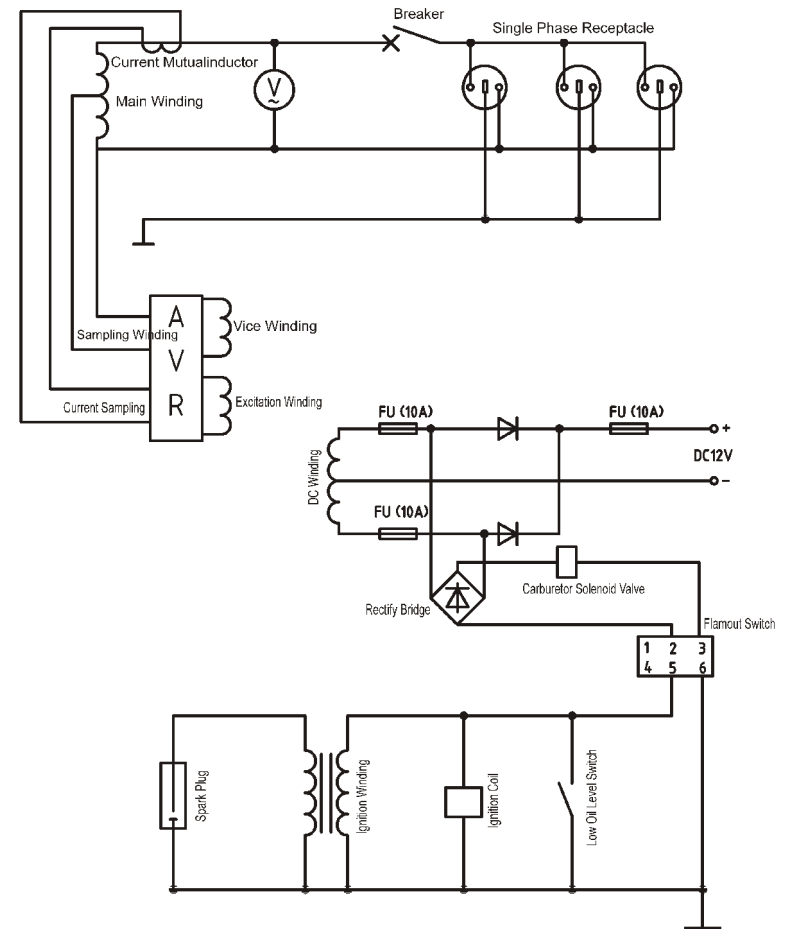 Breaker
Single Phase Receptacle
Current Mutualinductor
V
~
Main Winding
A
V
R
Sampling Winding
Vice Winding
Current Sampling
Excitation Winding
FU (10A)
FU (10A)
+
DC12V
−
DC Winding
FU (10A)
Carburetor Solenoid Valve
Rectify Bridge
Flamout Switch
1 2 3
4 5 6
Spark Plug
Ignition Winding
Ignition Coil
Low Oil Level Switch